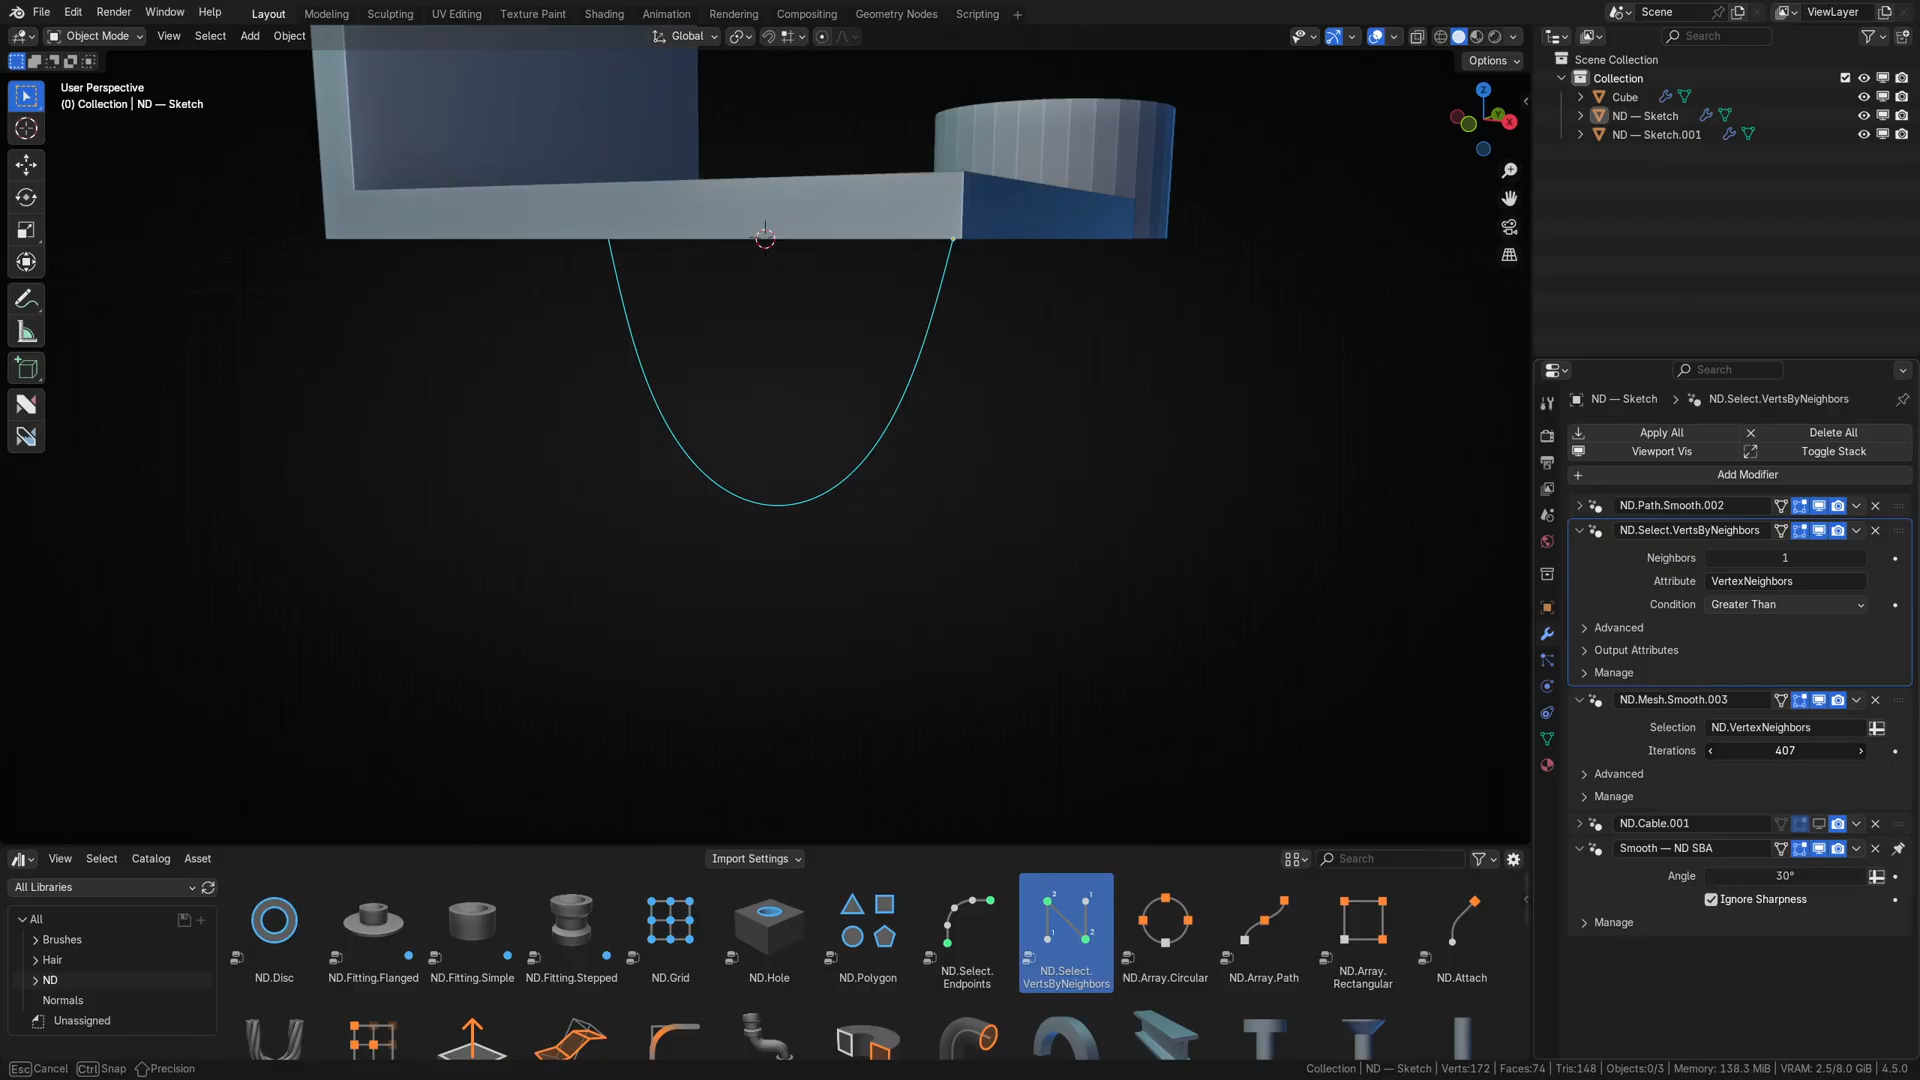 File Edit Render Window Help Layout Modeling Sculpting UV Editing Texture Paint Shading Animation Rendering Compositing Geometry Nodes Scripting + Scene ViewLayer
Object Mode View Select Add Object Global Search
Options
User Perspective
(0) Collection | ND — Sketch
Z
Y
X
Scene Collection
Collection
Cube
ND — Sketch
ND — Sketch.001
Search
ND — Sketch > ND.Select.VertsByNeighbors
Apply All Delete All
Viewport Vis Toggle Stack
Add Modifier
ND.Path.Smooth.002
ND.Select.VertsByNeighbors
Neighbors 1
Attribute VertexNeighbors
Condition Greater Than
Advanced
Output Attributes
Manage
ND.Mesh.Smooth.003
Selection ND.VertexNeighbors
Iterations 407
Advanced
Manage
ND.Cable.001
Smooth — ND SBA
Angle 30°
Ignore Sharpness
Manage
View Select Catalog Asset Import Settings Search
All Libraries
All
Brushes
Hair
ND
Normals
Unassigned
ND.Disc
ND.Fitting.Flanged
ND.Fitting.Simple
ND.Fitting.Stepped
ND.Grid
ND.Hole
ND.Polygon
ND.Select.
Endpoints
2 1
1 2
ND.Select.
VertsByNeighbors
ND.Array.Circular
ND.Array.Path
ND.Array.
Rectangular
ND.Attach
Esc Cancel Ctrl Snap Precision Collection | ND — Sketch | Verts:172 | Faces:74 | Tris:148 | Objects:0/3 | Memory: 138.3 MiB | VRAM: 2.5/8.0 GiB | 4.5.0